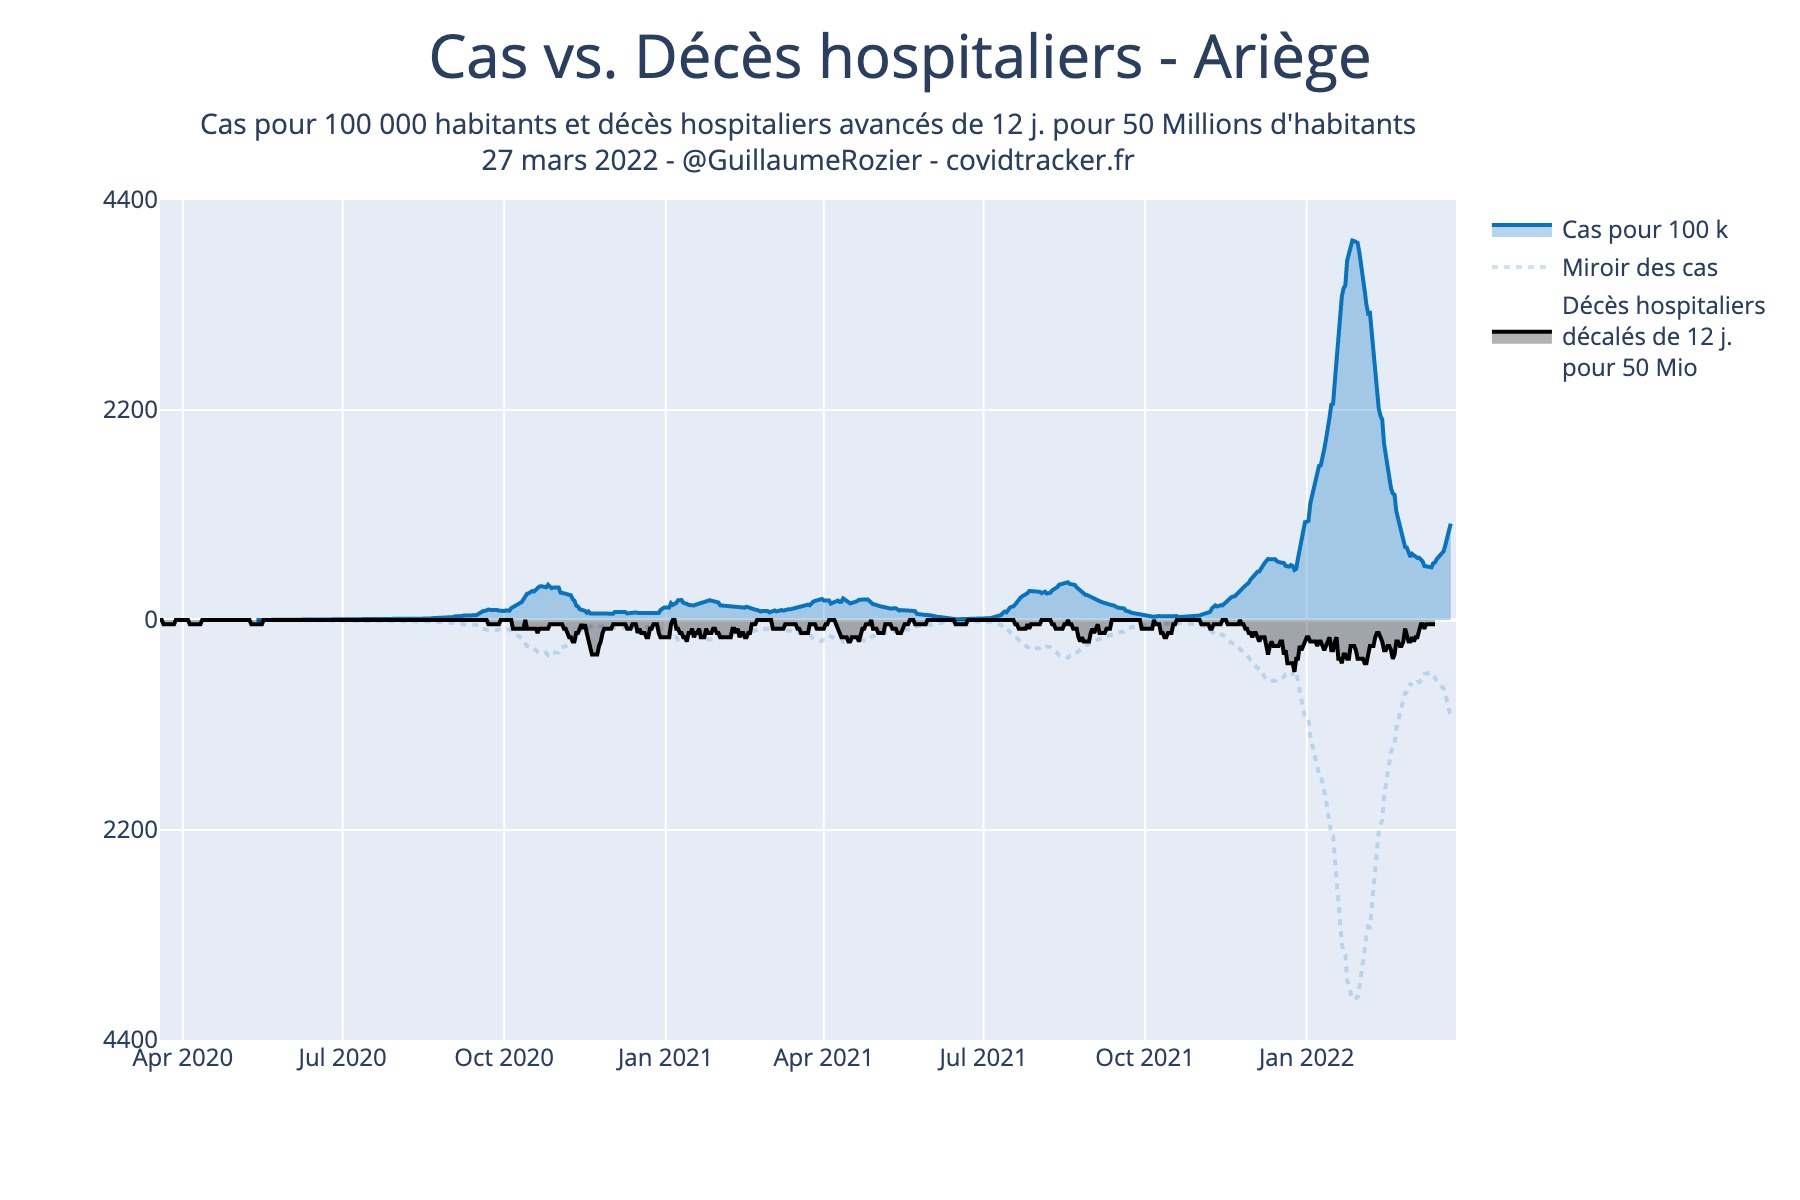 Cas vs. Décès hospitaliers - Ariège
Cas pour 100 000 habitants et décès hospitaliers avancés de 12 j. pour 50 Millions d'habitants
27 mars 2022 - @GuillaumeRozier - covidtracker.fr
4400
2200
0
2200
4400
Apr 2020
Jul 2020
Oct 2020
Jan 2021
Apr 2021
Jul 2021
Oct 2021
Jan 2022
Cas pour 100 k
Miroir des cas
Décès hospitaliers
décalés de 12 j.
pour 50 Mio